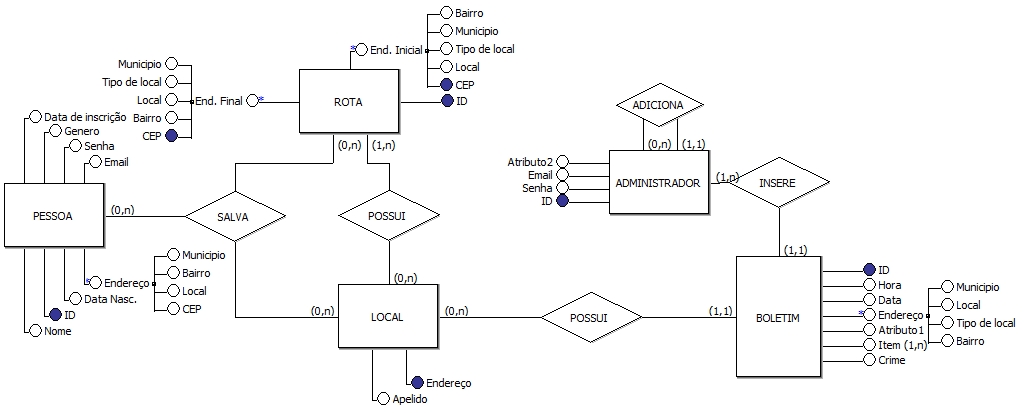 Bairro
Municipio
* End. Inicial
Tipo de local
Local
CEP
ID
Municipio
Tipo de local
Local
Bairro
CEP
End. Final *
ROTA
(0,n)
(1,n)
Data de inscrição
Genero
Senha
Email
PESSOA
(0,n)
SALVA
POSSUI
* Endereço
Municipio
Bairro
Local
CEP
Data Nasc.
ID
Nome
(0,n)
(0,n)
LOCAL
(0,n)
Endereço
Apelido
POSSUI
(1,1)
ADICIONA
(0,n)
(1,1)
Atributo2
Email
Senha
ID
ADMINISTRADOR
(1,n)
INSERE
(1,1)
BOLETIM
ID
Hora
Data
* Endereço
Atributo1
Item (1,n)
Crime
Municipio
Local
Tipo de local
Bairro